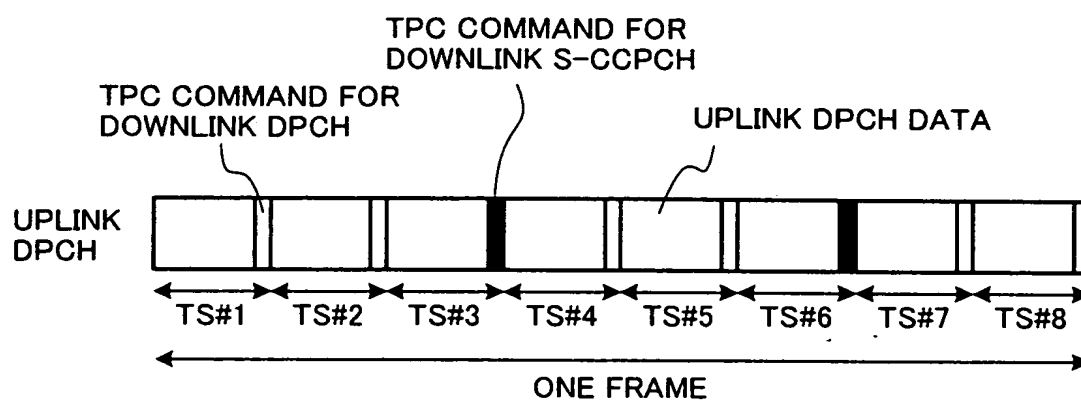 TPC COMMAND FOR
DOWNLINK S-CCPCH
TPC COMMAND FOR
DOWNLINK DPCH
UPLINK DPCH DATA
UPLINK
DPCH
TS#1 TS#2 TS#3 TS#4 TS#5 TS#6 TS#7 TS#8
ONE FRAME